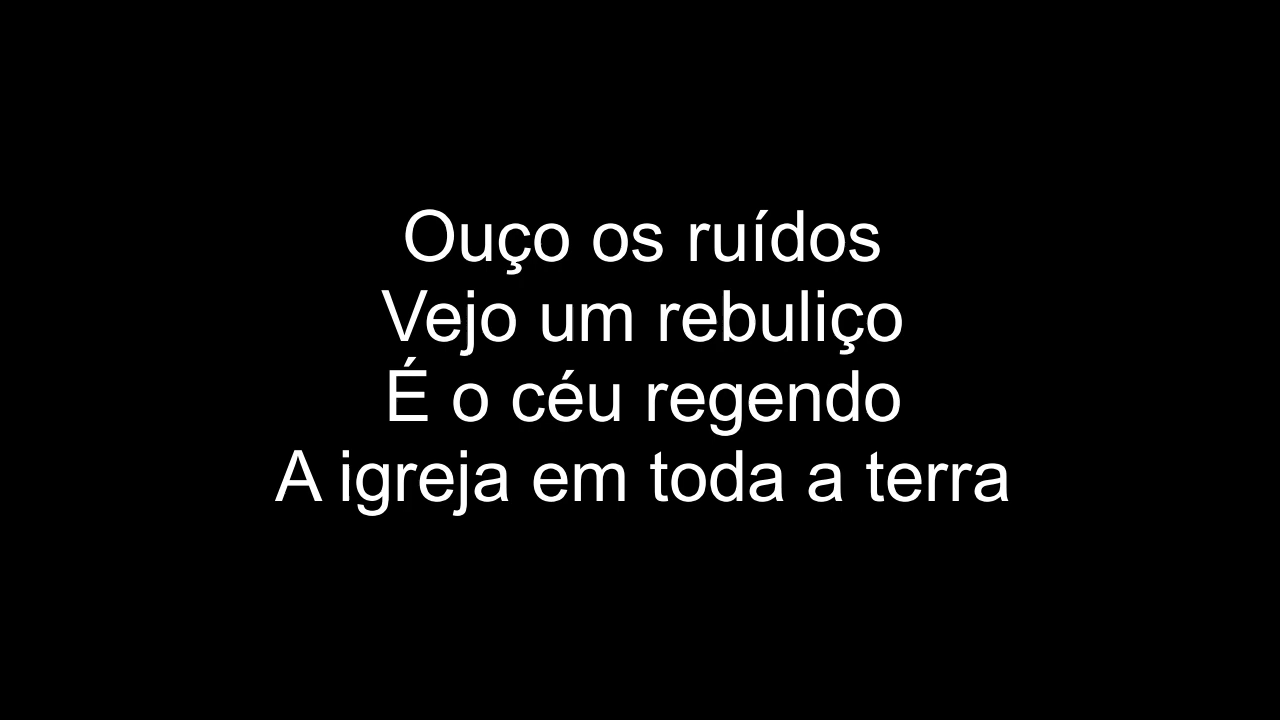 Ouço os ruídos
Vejo um rebuliço
É o céu regendo
A igreja em toda a terra